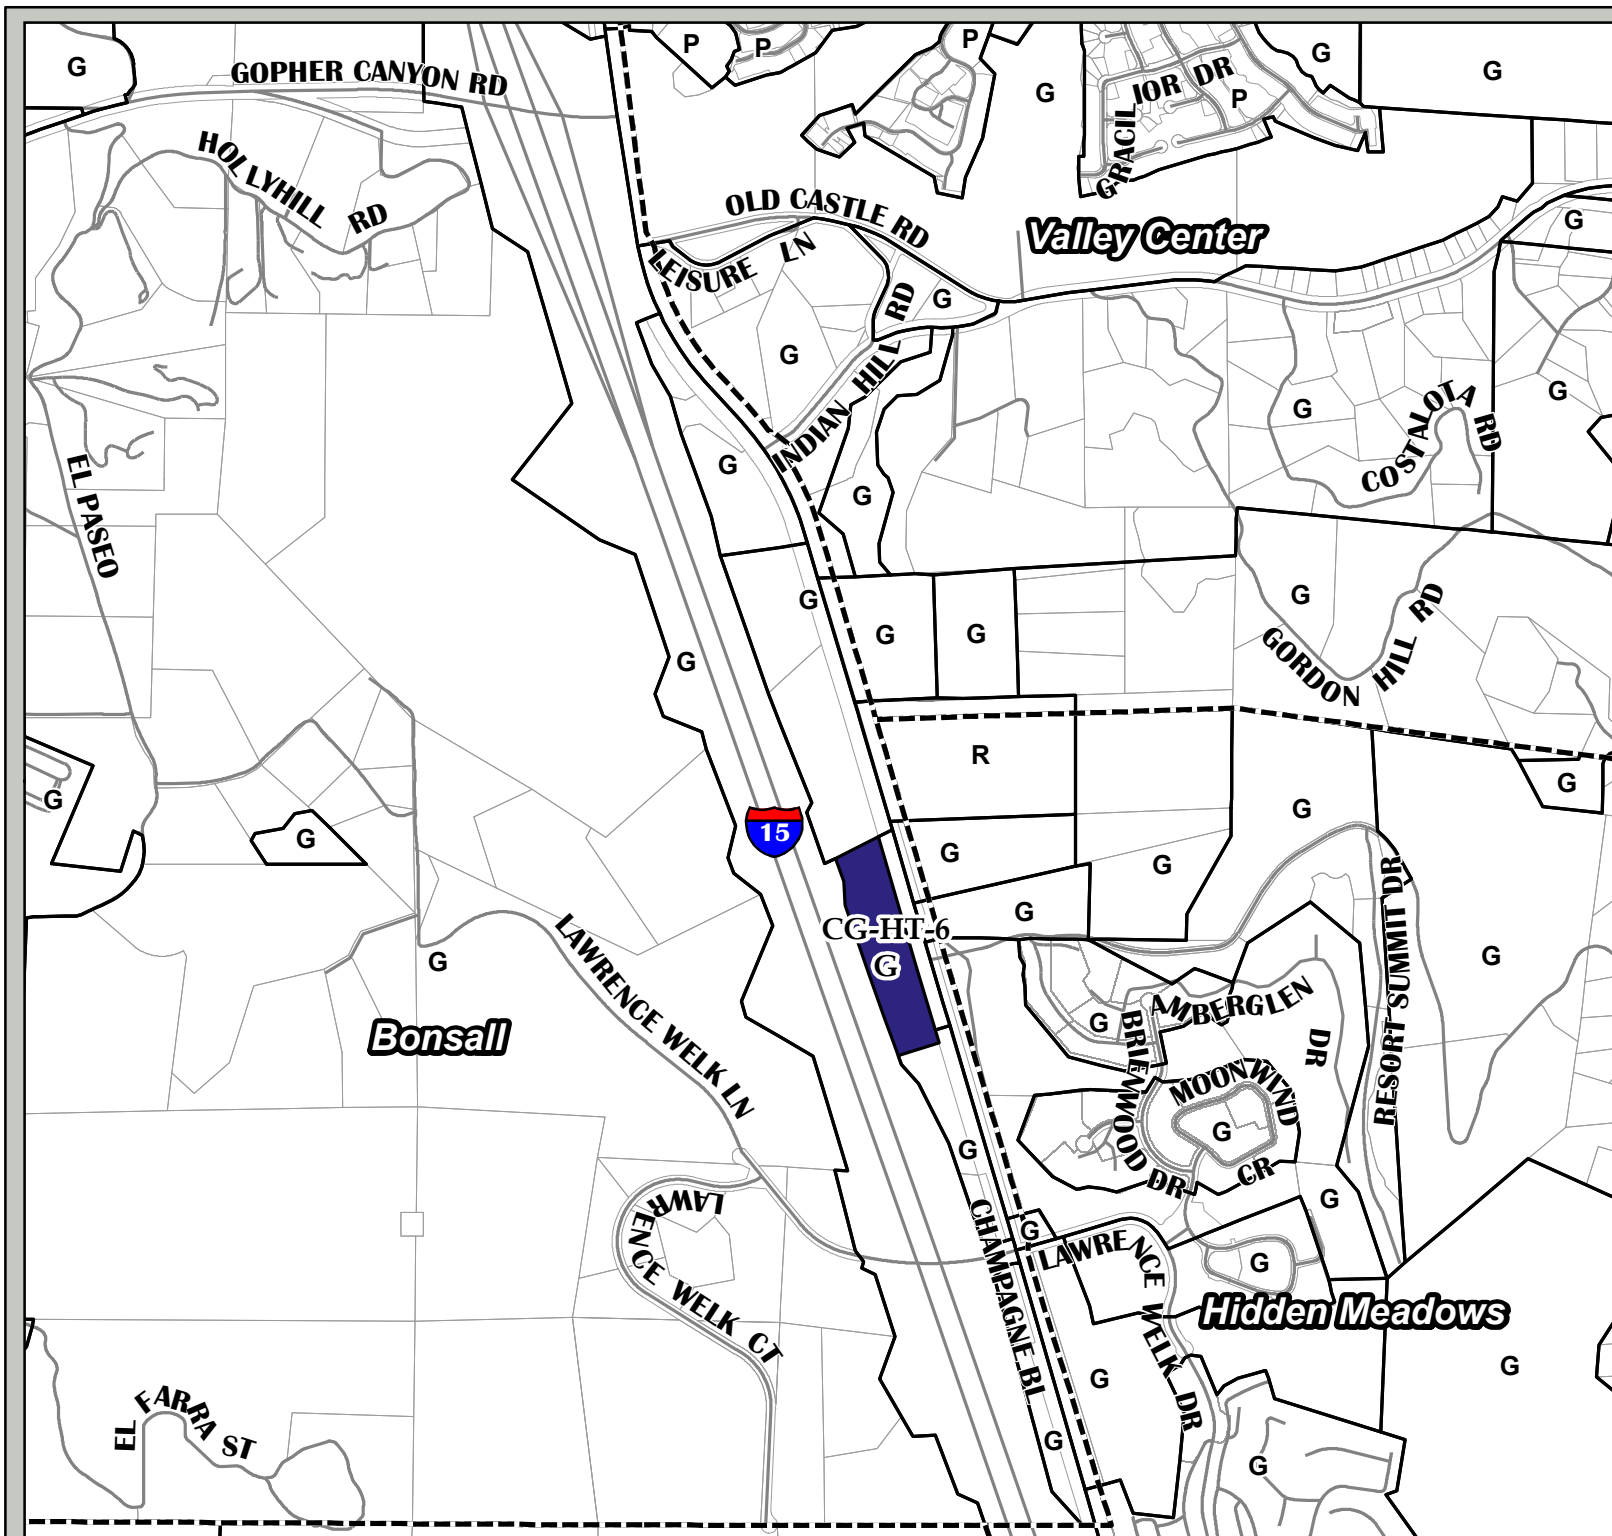 P
P
P
G
G
G
G
GOPHER CANYON RD
GRACIL
IOR DR
P
HOLLYHILL RD
OLD CASTLE RD
Valley Center
G
LEISURE LN
G
G
INDIAN HILL RD
G
G
COSTALOTA RD
G
G
EL PASEO
G
G
G
G
G
GORDON HILL RD
G
R
G
G
G
15
G
G
G
G
CG-HT-6
G
G
RESORT SUMMIT DR
LAWRENCE WELK LN
G
AMBERGLEN DR
G
Bonsall
BRIENWOOD DR
MOONWIND CR
G
G
G
LAWRENCE WELK CT
CHAMPAGNE BL
G
LAWRENCE WELK DR
G
Hidden Meadows
G
G
EL FARRA ST
G
G